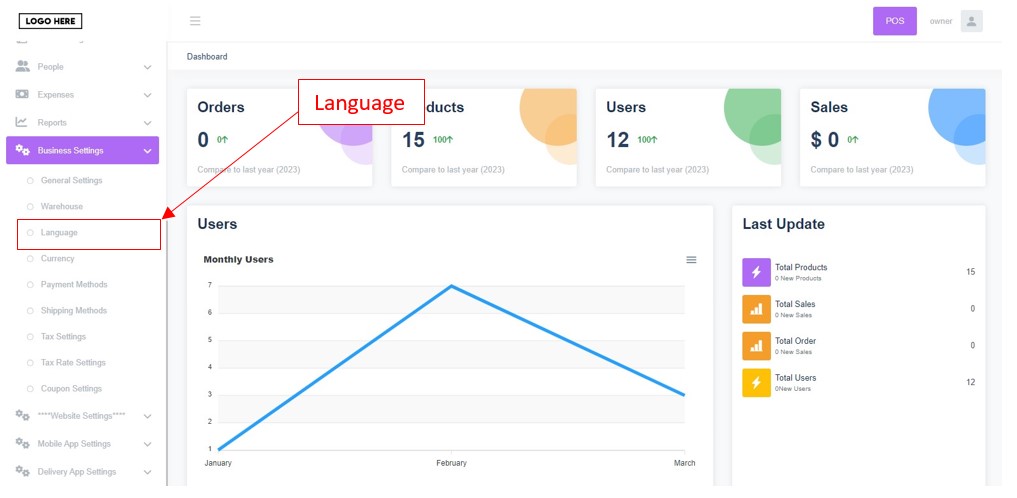 LOGO HERE
POS
owner
People
Expenses
Reports
Business Settings
General Settings
Warehouse
Language
Currency
Payment Methods
Shipping Methods
Tax Settings
Tax Rate Settings
Coupon Settings
****Website Settings****
Mobile App Settings
Delivery App Settings
Dashboard
Language
Orders
0 0↑
Compare to last year (2023)
ducts
15 100↑
Compare to last year (2023)
Users
12 100↑
Compare to last year (2023)
Sales
$ 0 0↑
Compare to last year (2023)
Users
Monthly Users
7
6
5
4
3
2
1
January February March
Last Update
Total Products 15
0 New Products
Total Sales 0
0 New Sales
Total Order 0
0 New Sales
Total Users 12
0New Users